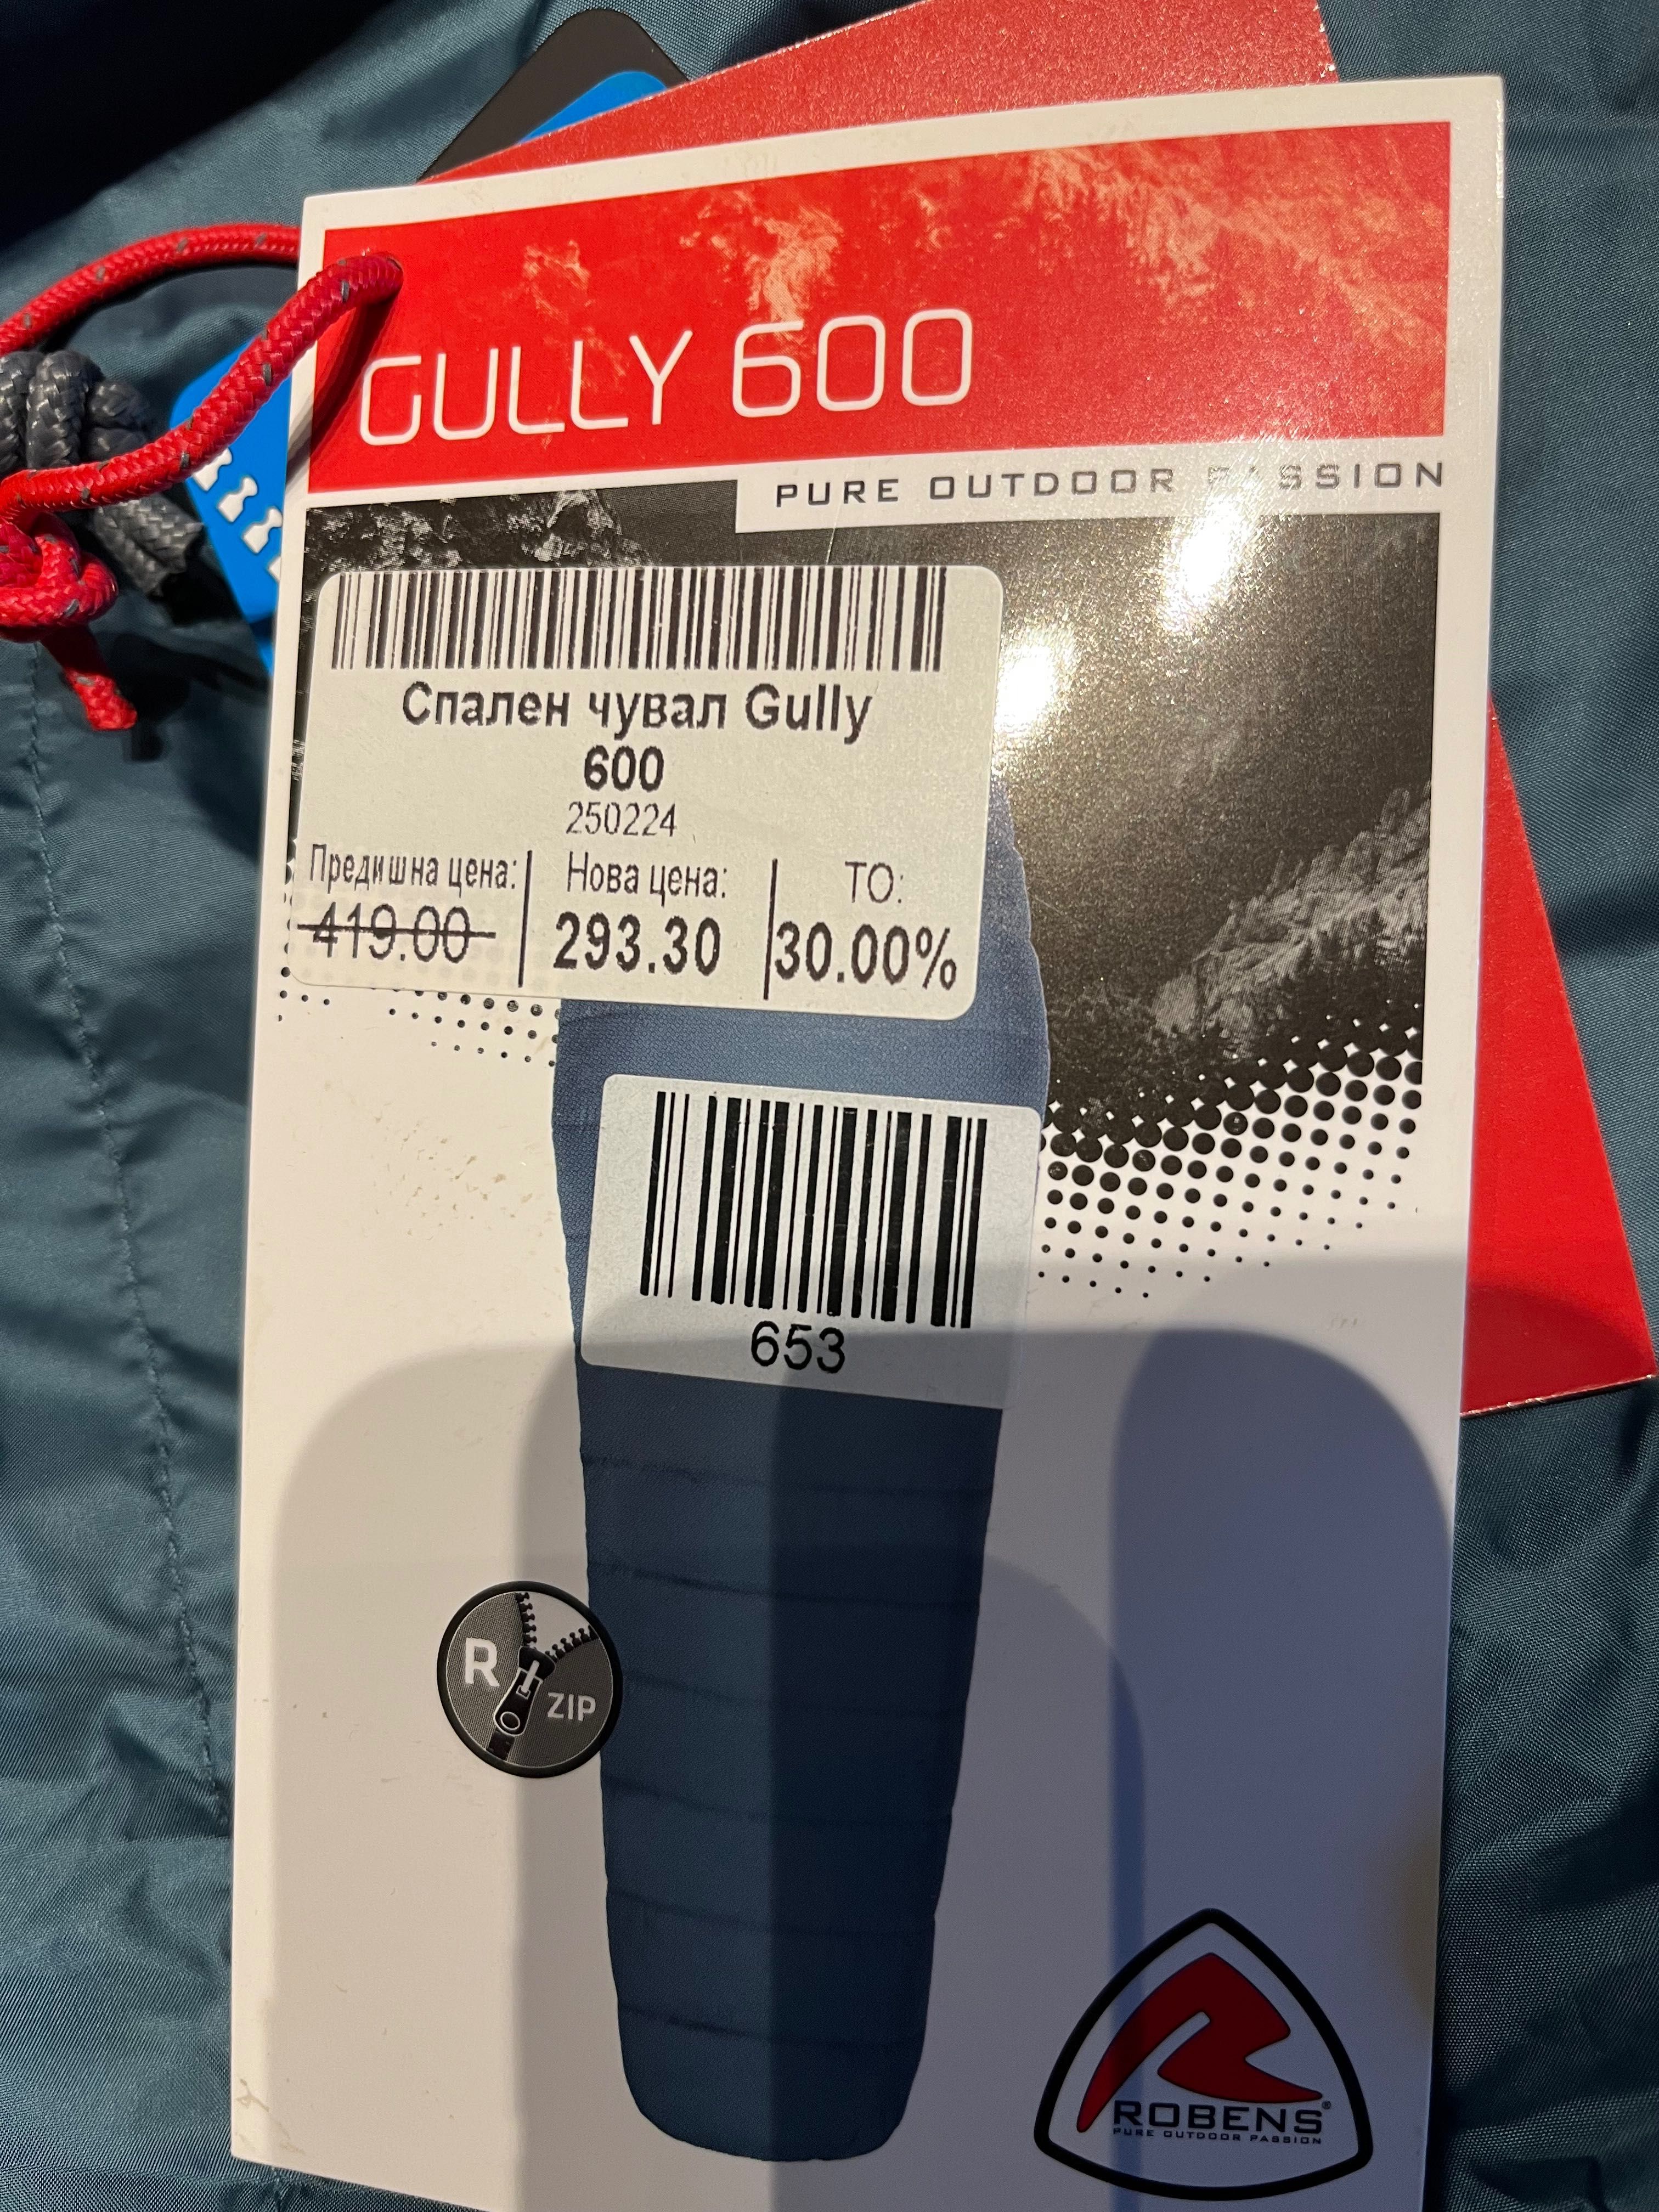 GULLY 600
PURE OUTDOOR PASSION
Спален чувал Gully
600
250224
Предишна цена: Нова цена: ТО:
419.00 293.30 30.00%
653
R
ZIP
ROBENS®
PURE OUTDOOR PASSION